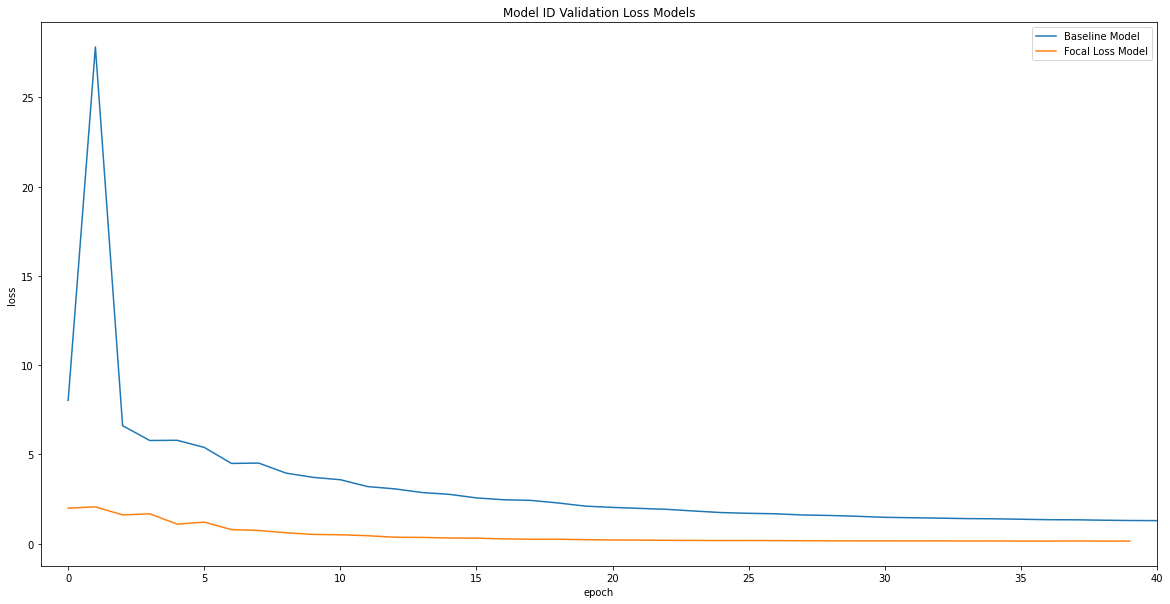 Model ID Validation Loss Models
Baseline Model
Focal Loss Model
25
20
15
10
5
0
loss
0 5 10 15 20 25 30 35 40
epoch